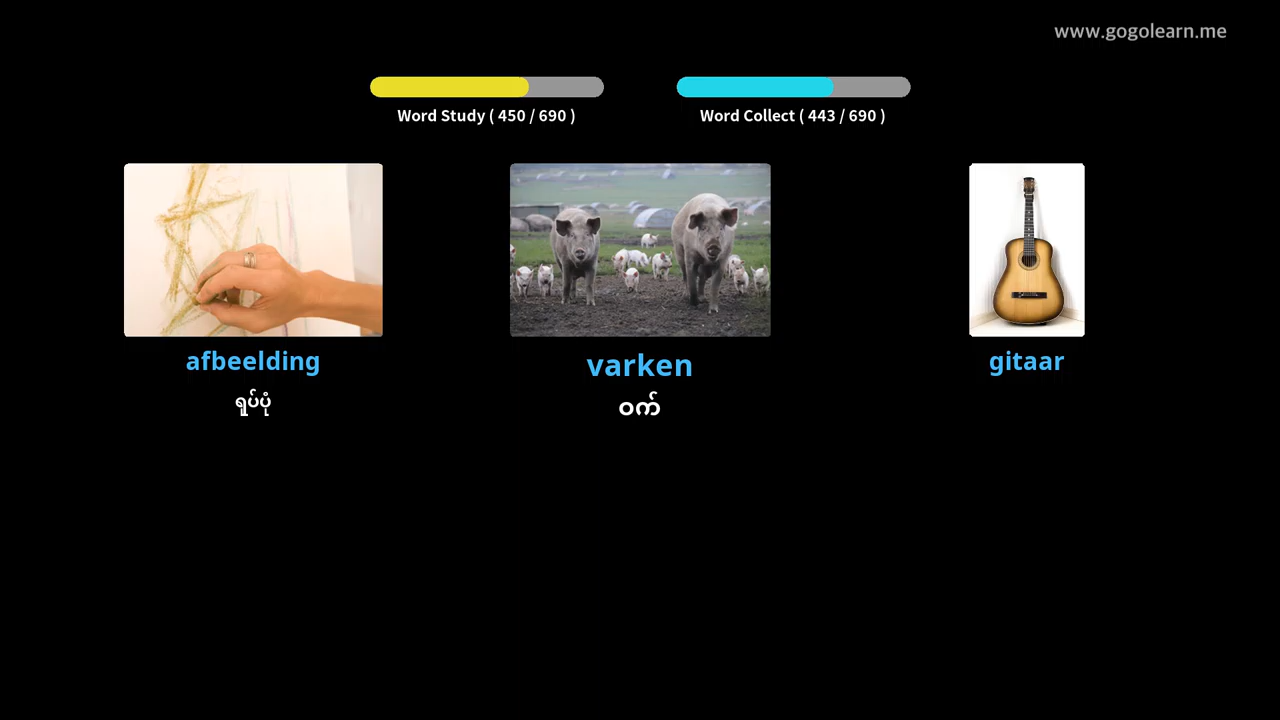 www.gogolearn.me
Word Study ( 450 / 690 )
Word Collect ( 443 / 690 )
afbeelding
ရုပ်ပုံ
varken
ဝက်
gitaar